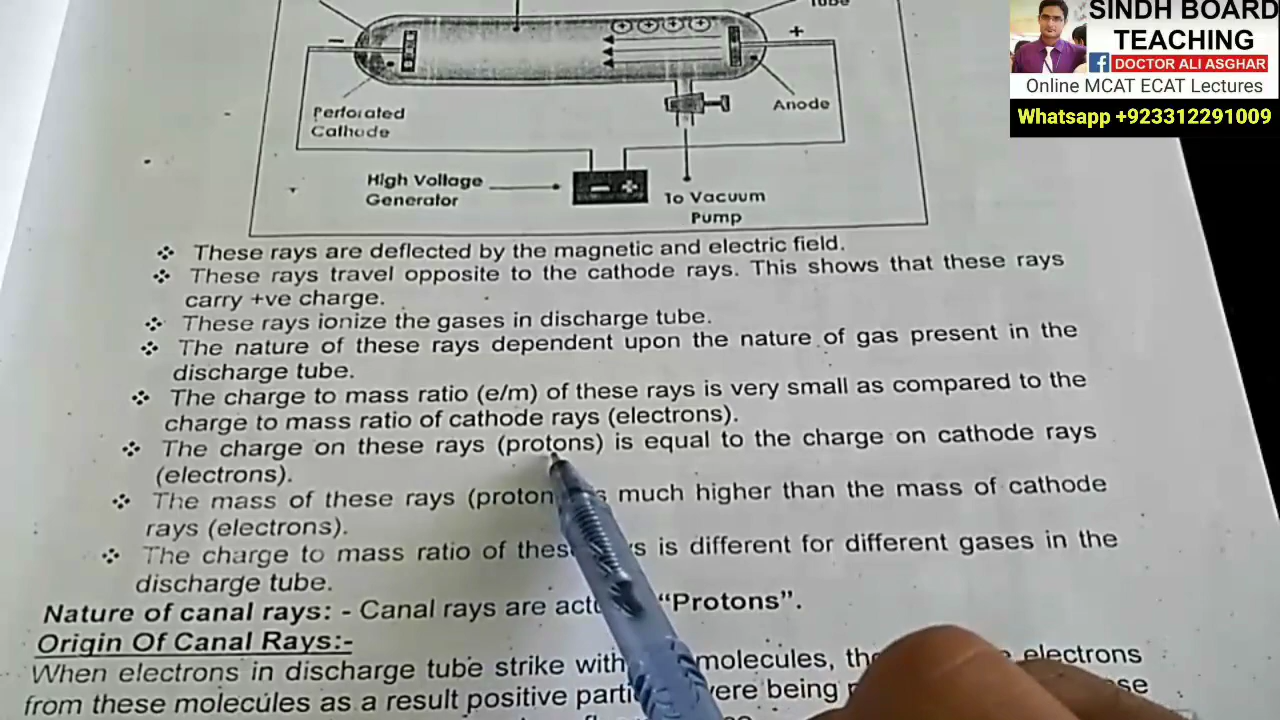 SINDH BOARD
TEACHING
DOCTOR ALI ASGHAR
Online MCAT ECAT Lectures
Whatsapp +923312291009
Tube
−
+
Perforated
Cathode
Anode
High Voltage
Generator
− +
To Vacuum
Pump
❖ These rays are deflected by the magnetic and electric field.
❖ These rays travel opposite to the cathode rays. This shows that these rays
carry +ve charge.
❖ These rays ionize the gases in discharge tube.
❖ The nature of these rays dependent upon the nature of gas present in the
discharge tube.
❖ The charge to mass ratio (e/m) of these rays is very small as compared to the
charge to mass ratio of cathode rays (electrons).
❖ The charge on these rays (protons) is equal to the charge on cathode rays
(electrons).
❖ The mass of these rays (proton much higher than the mass of cathode
rays (electrons).
❖ The charge to mass ratio of these is different for different gases in the
discharge tube.
Nature of canal rays: - Canal rays are "Protons".
Origin Of Canal Rays:-
When electrons in discharge tube strike with molecules, electrons
from these molecules as a result positive were being